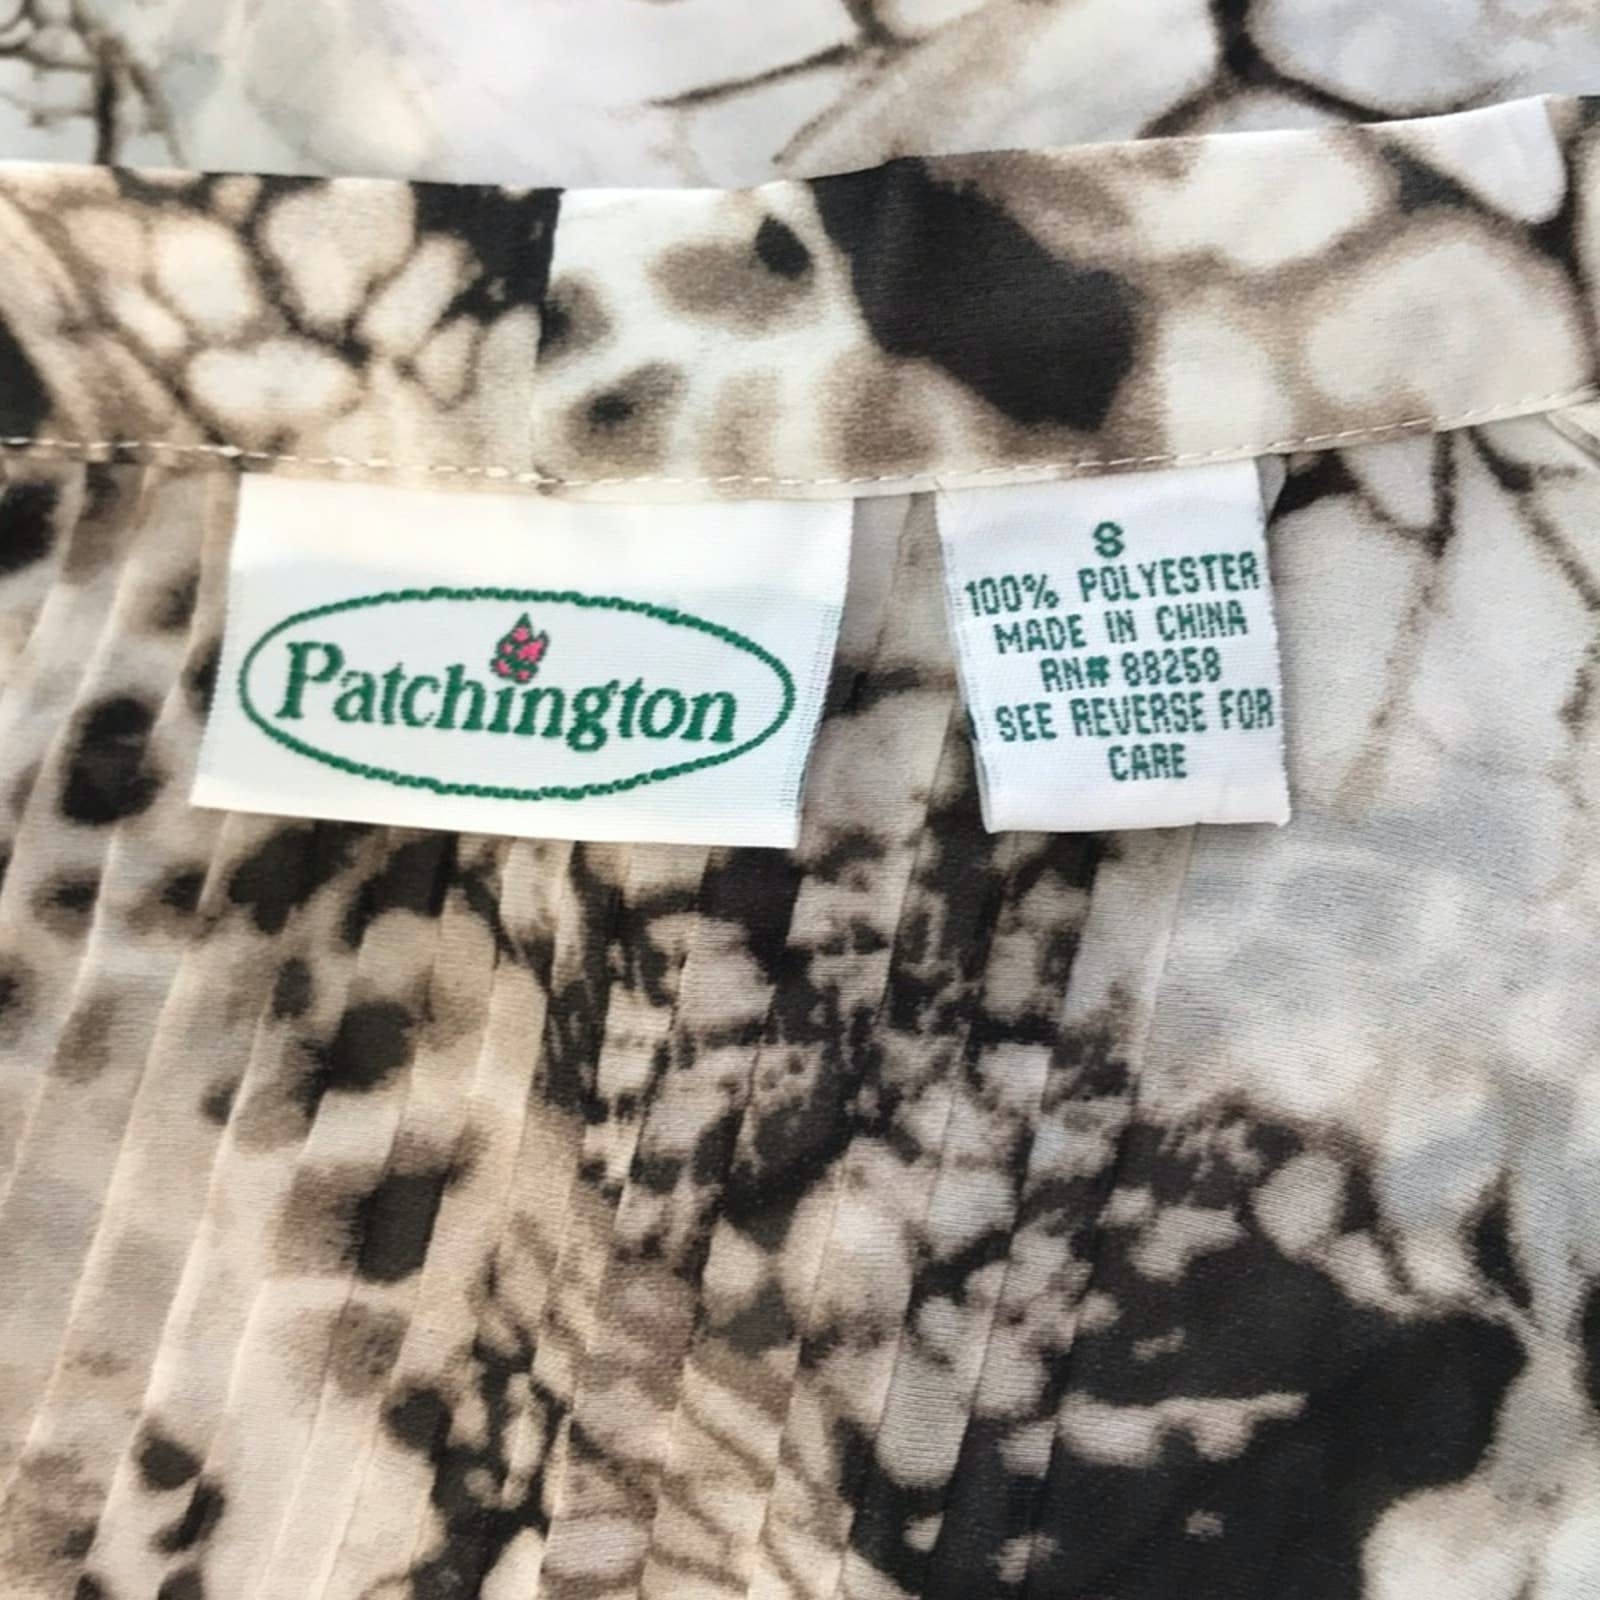 Patchington
S
100% POLYESTER
MADE IN CHINA
RN# 88258
SEE REVERSE FOR
CARE